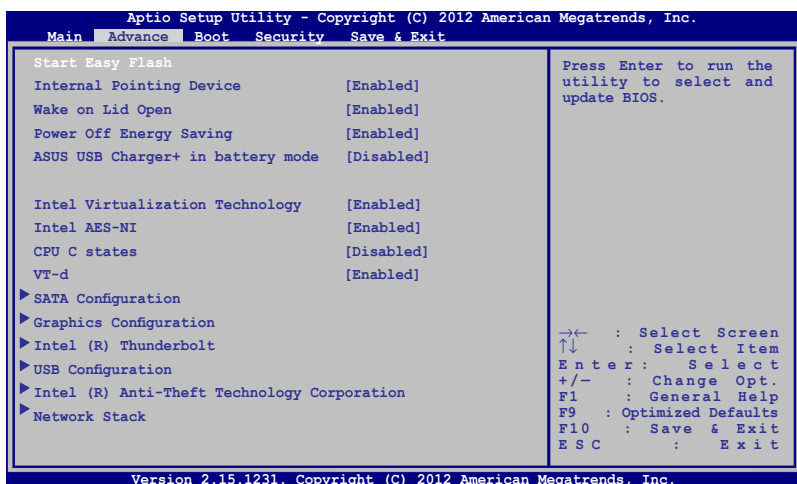 Aptio Setup Utility - Copyright (C) 2012 American Megatrends, Inc.
Main Advance Boot Security Save & Exit
Start Easy Flash
Internal Pointing Device [Enabled]
Wake on Lid Open [Enabled]
Power Off Energy Saving [Enabled]
ASUS USB Charger+ in battery mode [Disabled]
Intel Virtualization Technology [Enabled]
Intel AES-NI [Enabled]
CPU C states [Disabled]
VT-d [Enabled]
SATA Configuration
Graphics Configuration
Intel (R) Thunderbolt
USB Configuration
Intel (R) Anti-Theft Technology Corporation
Network Stack
Press Enter to run the
utility to select and
update BIOS.
→← : Select Screen
↑↓ : Select Item
Enter: Select
+/— : Change Opt.
F1 : General Help
F9 : Optimized Defaults
F10 : Save & Exit
ESC : Exit
Version 2.15.1231. Copyright (C) 2012 American Megatrends, Inc.